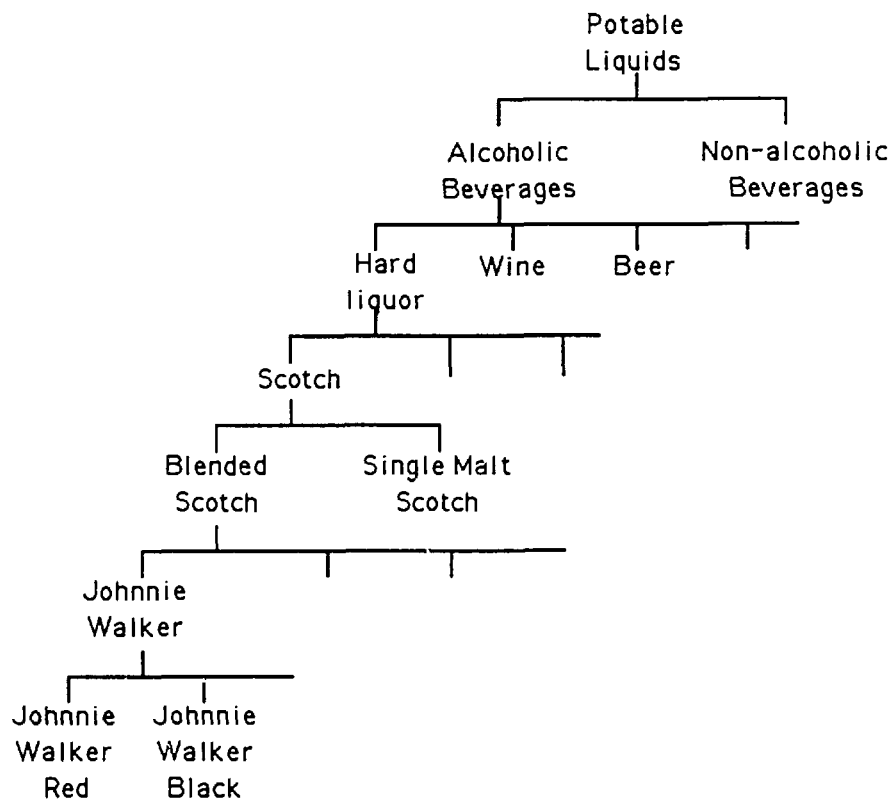 Potable
Liquids
Alcoholic
Beverages
Non-alcoholic
Beverages
Hard
liquor
Wine
Beer
Scotch
Blended
Scotch
Single Malt
Scotch
Johnnie
Walker
Johnnie
Walker
Red
Johnnie
Walker
Black